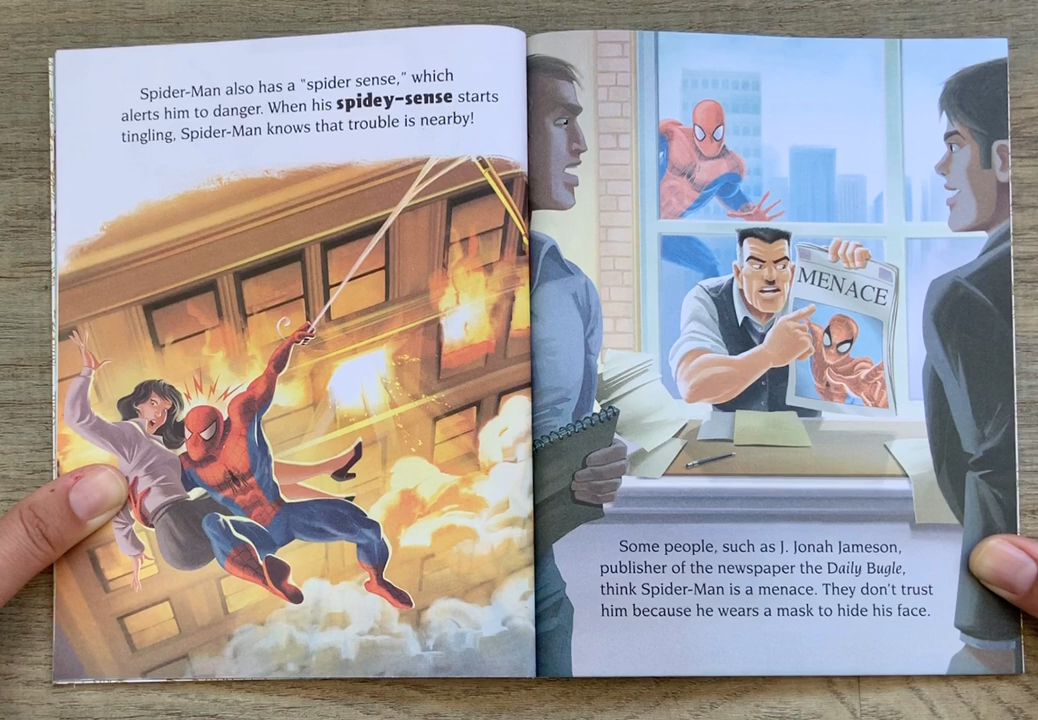 Spider-Man also has a "spider sense," which
alerts him to danger. When his spidey-sense starts
tingling, Spider-Man knows that trouble is nearby!
MENACE
Some people, such as J. Jonah Jameson,
publisher of the newspaper the Daily Bugle,
think Spider-Man is a menace. They don't trust
him because he wears a mask to hide his face.